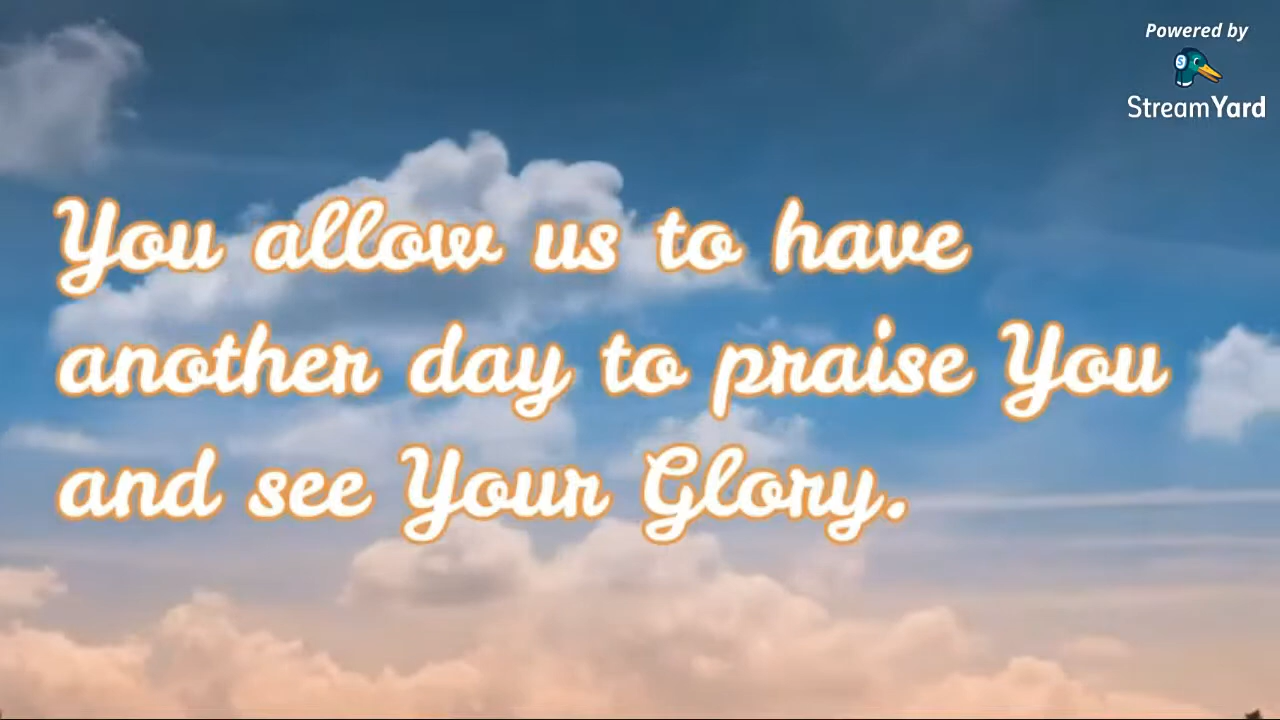 Powered by
StreamYard
You allow us to have
another day to praise You
and see Your Glory.